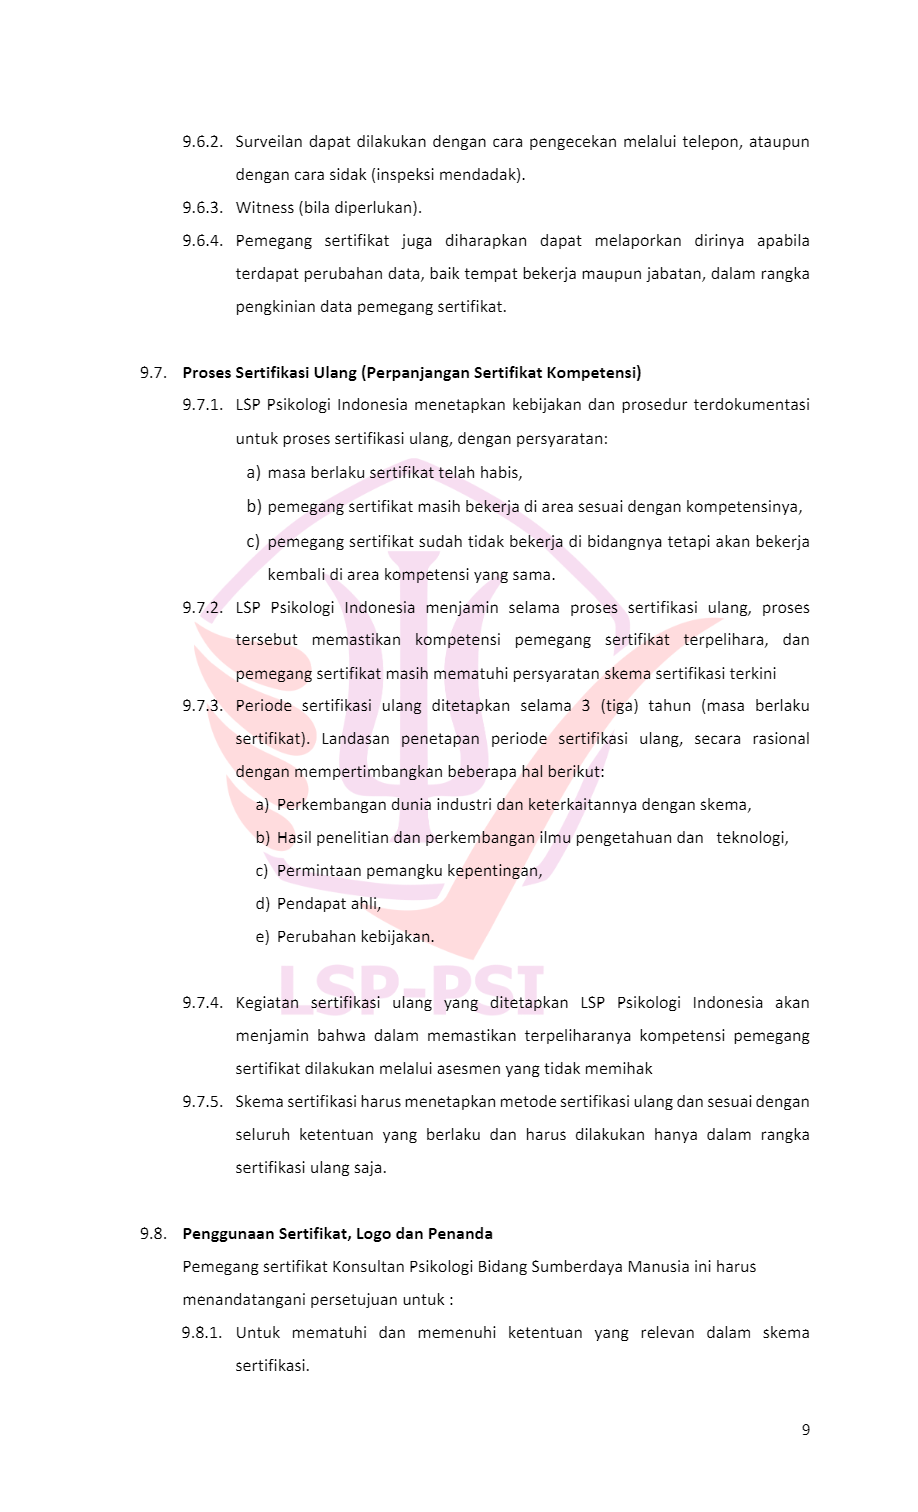 9.6.2. Surveilan dapat dilakukan dengan cara pengecekan melalui telepon, ataupun
dengan cara sidak (inspeksi mendadak).
9.6.3. Witness (bila diperlukan).
9.6.4. Pemegang sertifikat juga diharapkan dapat melaporkan dirinya apabila
terdapat perubahan data, baik tempat bekerja maupun jabatan, dalam rangka
pengkinian data pemegang sertifikat.
9.7. Proses Sertifikasi Ulang (Perpanjangan Sertifikat Kompetensi)
9.7.1. LSP Psikologi Indonesia menetapkan kebijakan dan prosedur terdokumentasi
untuk proses sertifikasi ulang, dengan persyaratan:
a) masa berlaku sertifikat telah habis,
b) pemegang sertifikat masih bekerja di area sesuai dengan kompetensinya,
c) pemegang sertifikat sudah tidak bekerja di bidangnya tetapi akan bekerja
kembali di area kompetensi yang sama.
9.7.2. LSP Psikologi Indonesia menjamin selama proses sertifikasi ulang, proses
tersebut memastikan kompetensi pemegang sertifikat terpelihara, dan
pemegang sertifikat masih mematuhi persyaratan skema sertifikasi terkini
9.7.3. Periode sertifikasi ulang ditetapkan selama 3 (tiga) tahun (masa berlaku
sertifikat). Landasan penetapan periode sertifikasi ulang, secara rasional
dengan mempertimbangkan beberapa hal berikut:
a) Perkembangan dunia industri dan keterkaitannya dengan skema,
b) Hasil penelitian dan perkembangan ilmu pengetahuan dan teknologi,
c) Permintaan pemangku kepentingan,
d) Pendapat ahli,
e) Perubahan kebijakan.
LSP-PSI
9.7.4. Kegiatan sertifikasi ulang yang ditetapkan LSP Psikologi Indonesia akan
menjamin bahwa dalam memastikan terpeliharanya kompetensi pemegang
sertifikat dilakukan melalui asesmen yang tidak memihak
9.7.5. Skema sertifikasi harus menetapkan metode sertifikasi ulang dan sesuai dengan
seluruh ketentuan yang berlaku dan harus dilakukan hanya dalam rangka
sertifikasi ulang saja.
9.8. Penggunaan Sertifikat, Logo dan Penanda
Pemegang sertifikat Konsultan Psikologi Bidang Sumberdaya Manusia ini harus
menandatangani persetujuan untuk :
9.8.1. Untuk mematuhi dan memenuhi ketentuan yang relevan dalam skema
sertifikasi.
9